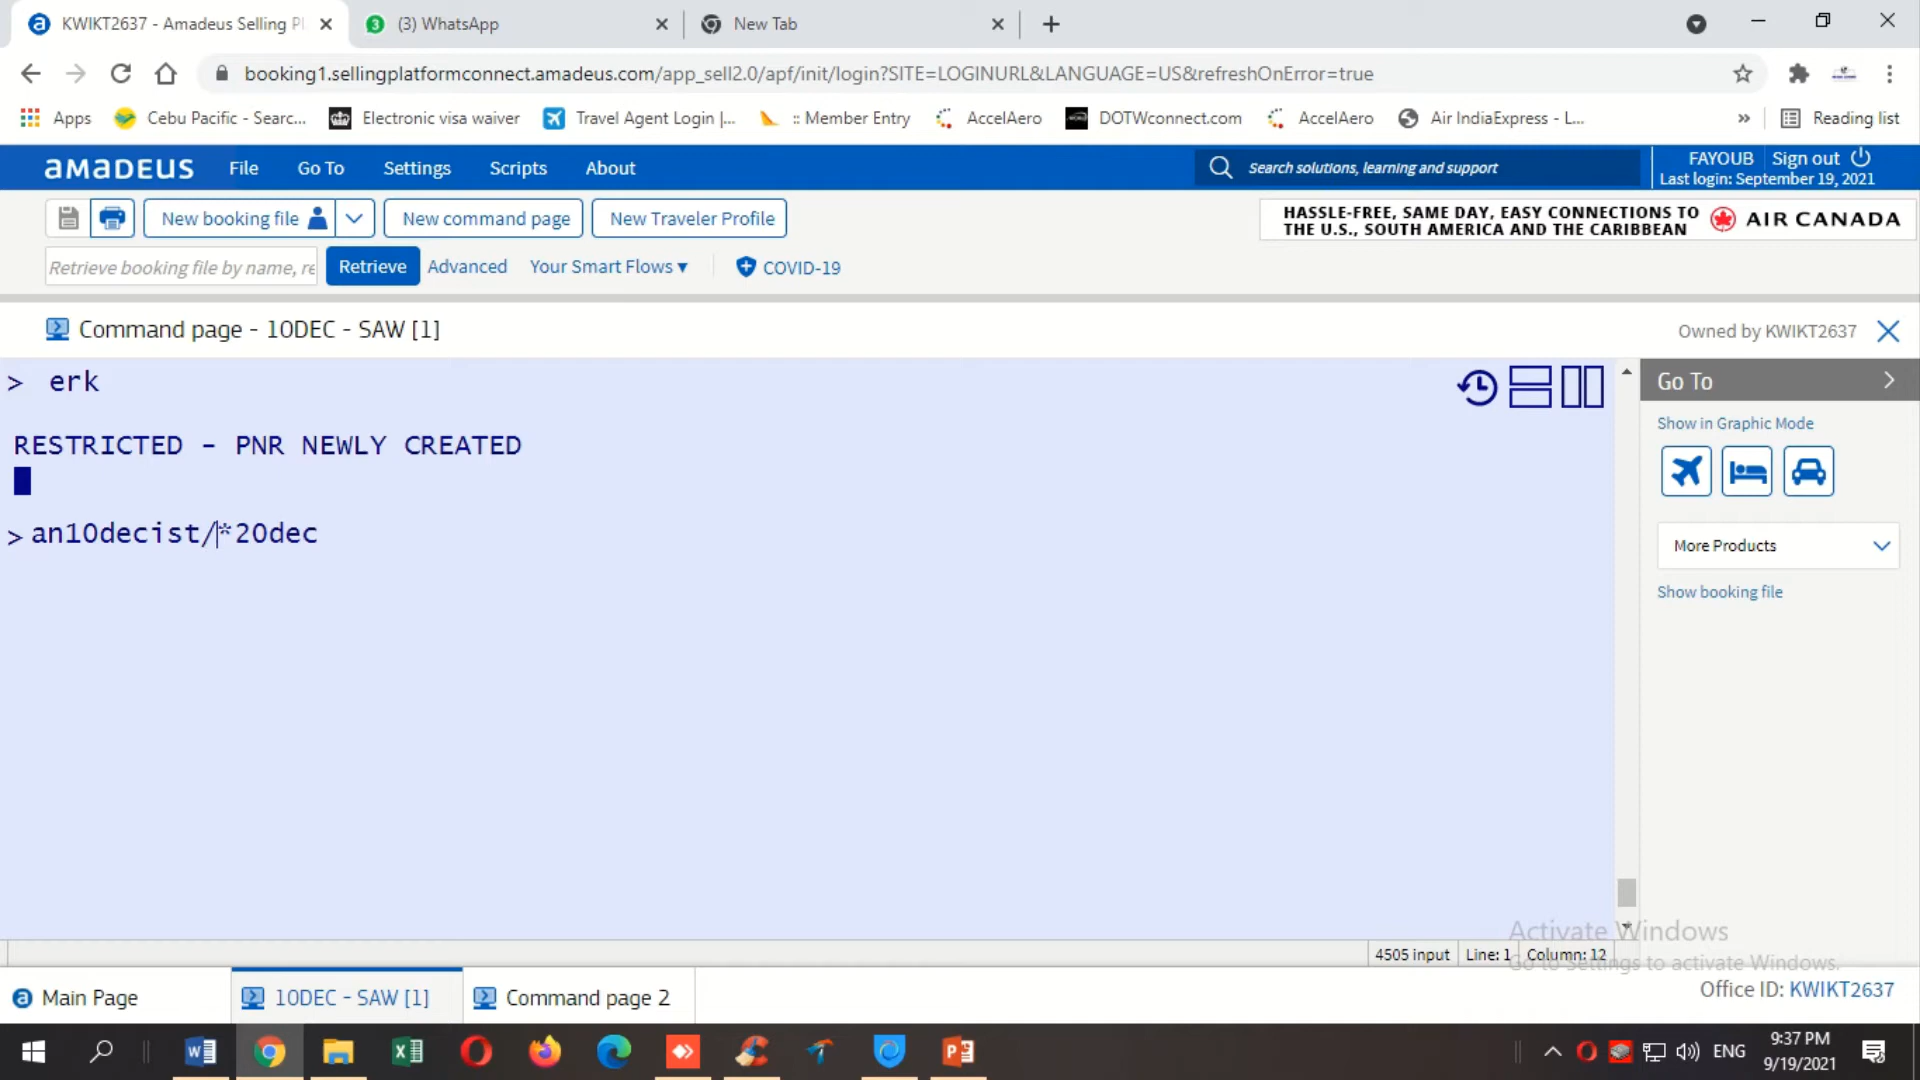 KWIKT2637 - Amadeus Selling Pl
(3) WhatsApp
New Tab
booking1.sellingplatformconnect.amadeus.com/app_sell2.0/apf/init/login?SITE=LOGINURL&LANGUAGE=US&refreshOnError=true
Apps
Cebu Pacific - Searc...
Electronic visa waiver
Travel Agent Login |...
:: Member Entry
AccelAero
DOTWconnect.com
AccelAero
Air IndiaExpress - L...
»
Reading list
amadeus
File
Go To
Settings
Scripts
About
Search solutions, learning and support
FAYOUB
Sign out
Last login: September 19, 2021
New booking file
New command page
New Traveler Profile
HASSLE-FREE, SAME DAY, EASY CONNECTIONS TO
THE U.S., SOUTH AMERICA AND THE CARIBBEAN
AIR CANADA
Retrieve booking file by name, re
Retrieve
Advanced
Your Smart Flows
COVID-19
Command page - 10DEC - SAW [1]
Owned by KWIKT2637
> erk
RESTRICTED - PNR NEWLY CREATED
>an10decist/*20dec
Go To
Show in Graphic Mode
More Products
Show booking file
Activate Windows
Go to Settings to activate Windows.
4505 input
Line: 1
Column: 12
Main Page
10DEC - SAW [1]
Command page 2
Office ID: KWIKT2637
ENG
9:37 PM
9/19/2021